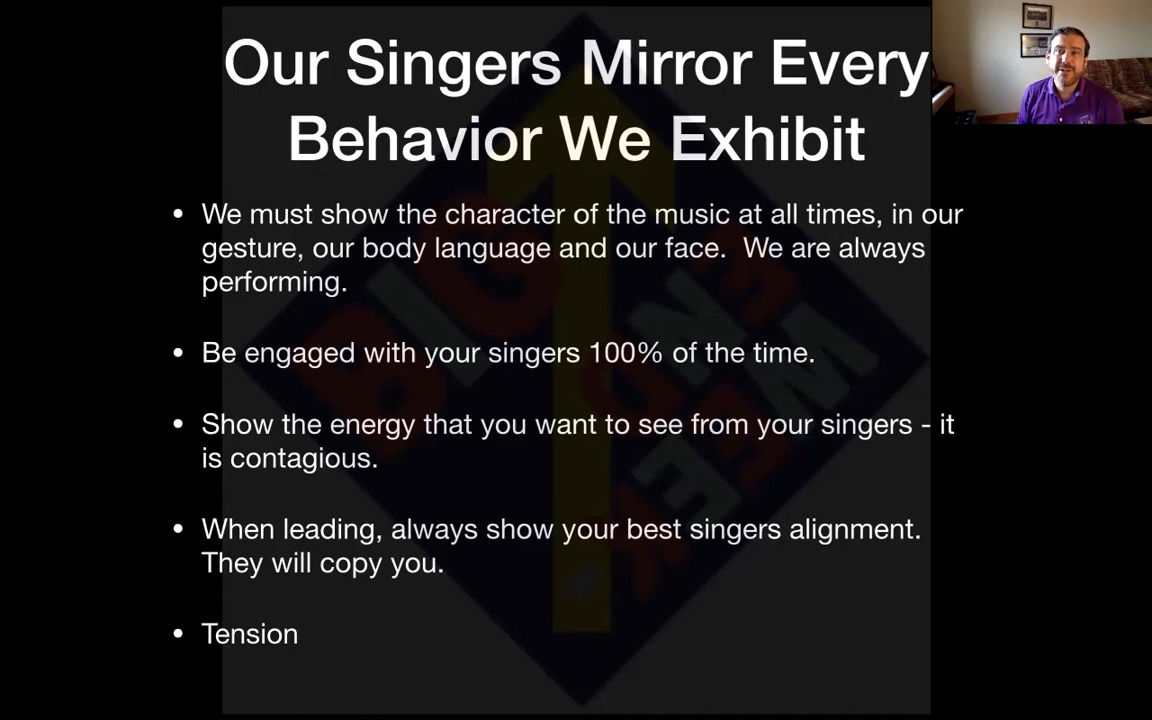 Our Singers Mirror Every
Behavior We Exhibit
• We must show the character of the music at all times, in our
gesture, our body language and our face.  We are always
performing.
• Be engaged with your singers 100% of the time.
• Show the energy that you want to see from your singers - it
is contagious.
• When leading, always show your best singers alignment.
They will copy you.
• Tension
BIG